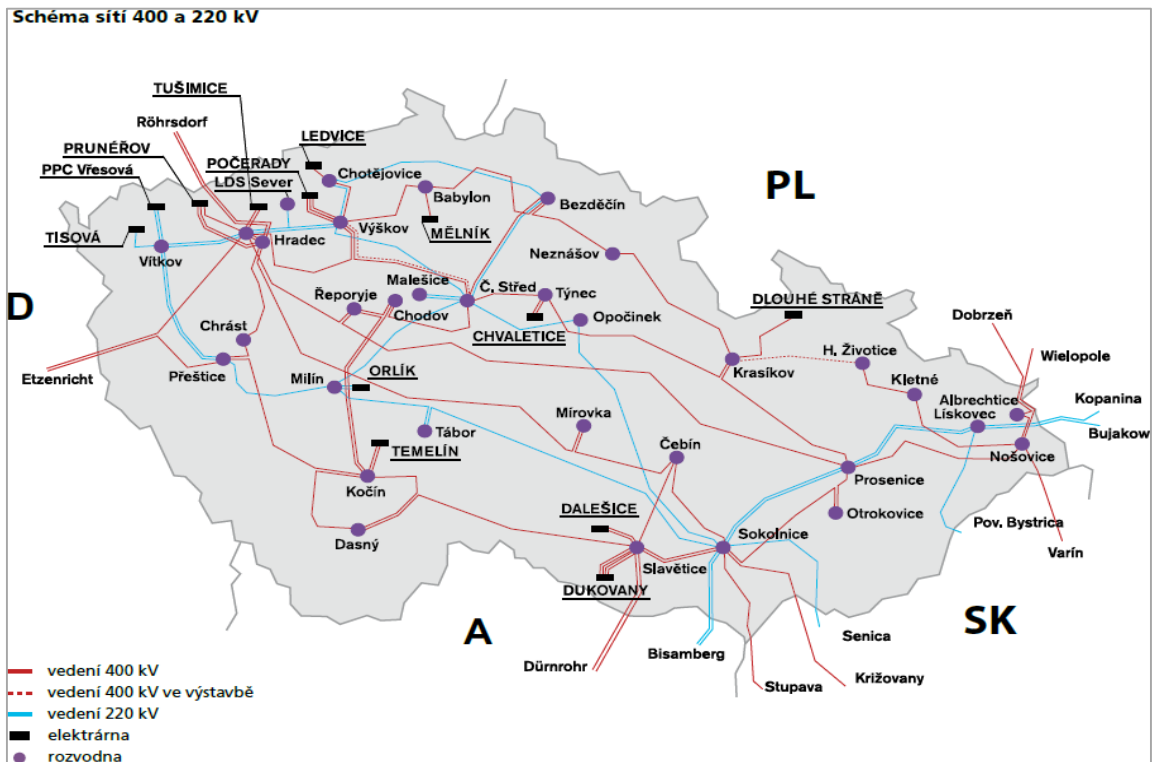 Schéma sítí 400 a 220 kV
TUŠIMICE
Röhrsdorf
LEDVICE
PRUNÉŘOV
POČERADY
PPC Vřesová
LDS Sever
Chotějovice
Babylon
Bezděčín
PL
TISOVÁ
Výškov
MĚLNÍK
Hradec
Vítkov
Neznášov
Malešice
Č. Střed
Týnec
DLOUHÉ STRÁNĚ
Řeporyje
Chodov
D
CHVALETICE
Opočinek
Dobrzeň
Chrást
H. Životice
Wielopole
Etzenricht
Přeštice
Milín
ORLÍK
Krasíkov
Kletné
Albrechtice
Kopanina
Lískovec
Mírovka
Bujakow
Tábor
Čebín
TEMELÍN
Nošovice
Kočín
Prosenice
DALEŠICE
Otrokovice
Pov. Bystrica
Dasný
Sokolnice
Varín
Slavětice
DUKOVANY
A
SK
Senica
Bisamberg
Dürnrohr
Križovany
Stupava
vedení 400 kV
vedení 400 kV ve výstavbě
vedení 220 kV
elektrárna
rozvodna